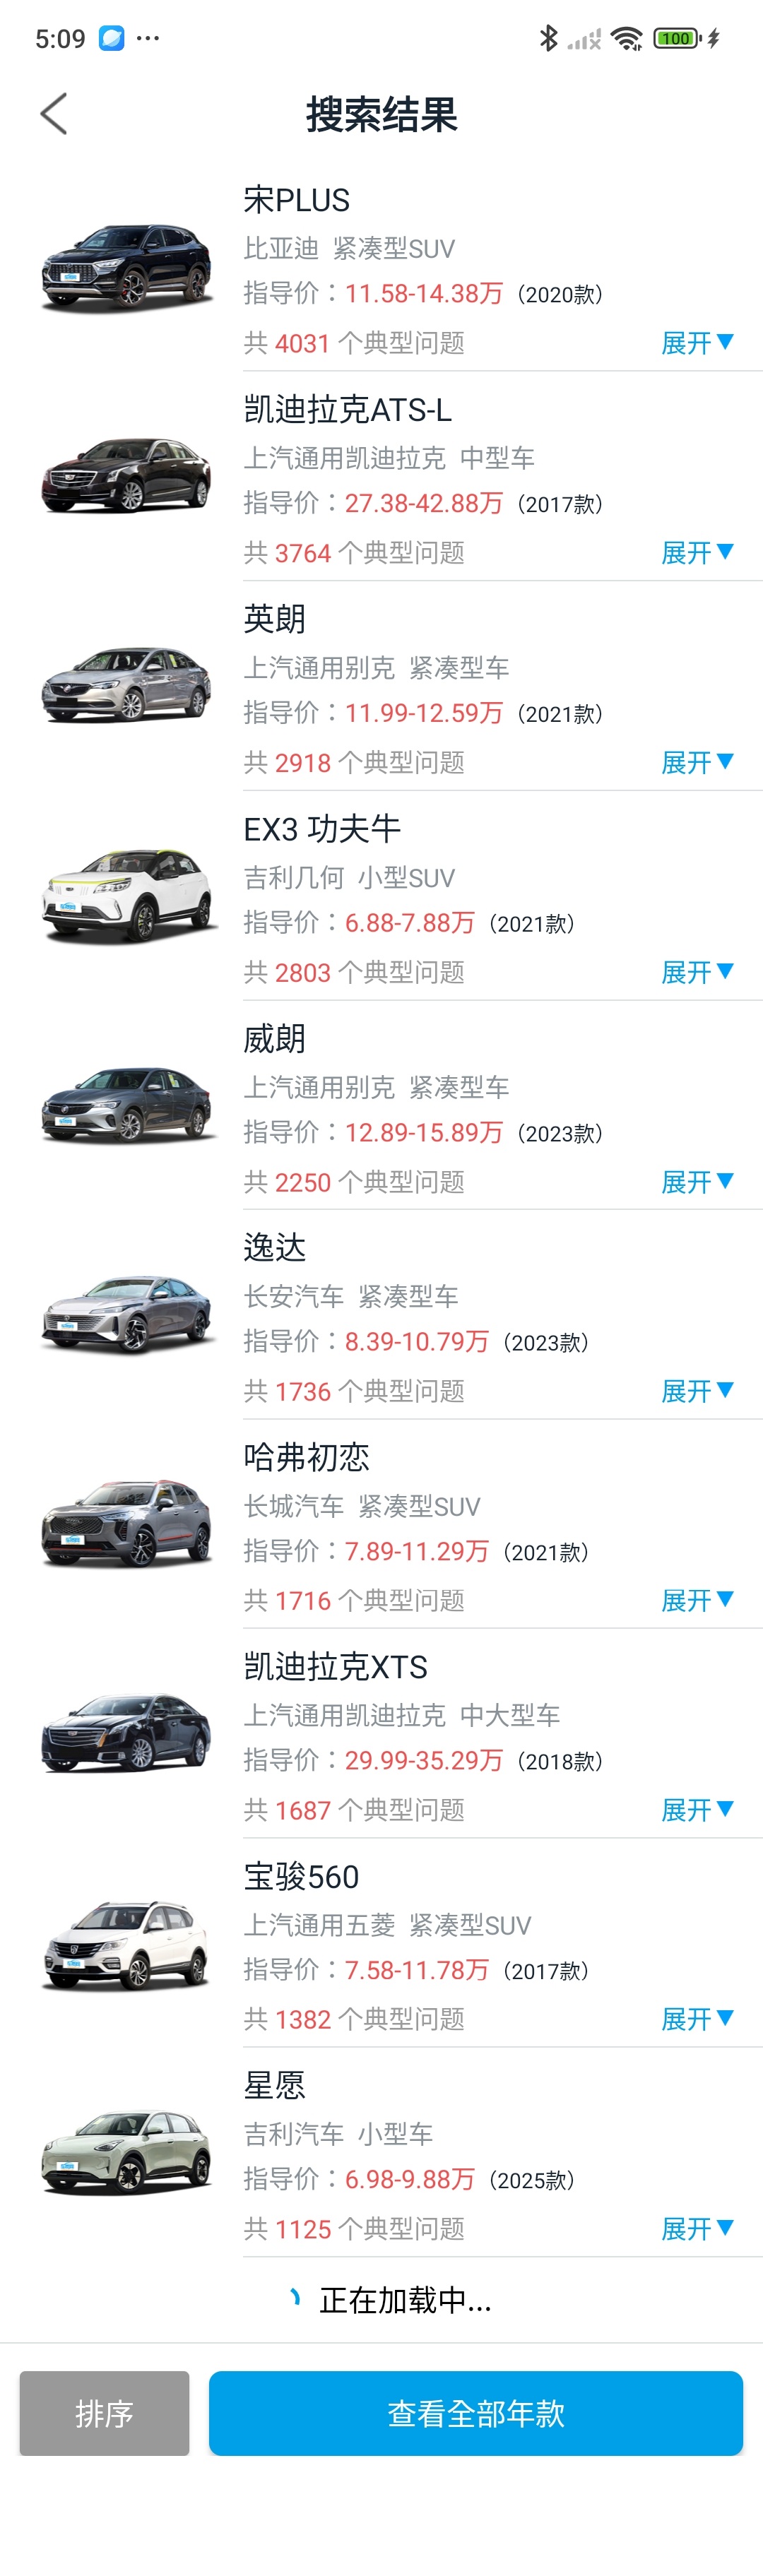 5:09
100
搜索结果
宋PLUS
比亚迪 紧凑型SUV
指导价：11.58-14.38万（2020款）
共 4031 个典型问题 展开▼
凯迪拉克ATS-L
上汽通用凯迪拉克 中型车
指导价：27.38-42.88万（2017款）
共 3764 个典型问题 展开▼
英朗
上汽通用别克 紧凑型车
指导价：11.99-12.59万（2021款）
共 2918 个典型问题 展开▼
EX3 功夫牛
吉利几何 小型SUV
指导价：6.88-7.88万（2021款）
共 2803 个典型问题 展开▼
威朗
上汽通用别克 紧凑型车
指导价：12.89-15.89万（2023款）
共 2250 个典型问题 展开▼
逸达
长安汽车 紧凑型车
指导价：8.39-10.79万（2023款）
共 1736 个典型问题 展开▼
哈弗初恋
长城汽车 紧凑型SUV
指导价：7.89-11.29万（2021款）
共 1716 个典型问题 展开▼
凯迪拉克XTS
上汽通用凯迪拉克 中大型车
指导价：29.99-35.29万（2018款）
共 1687 个典型问题 展开▼
宝骏560
上汽通用五菱 紧凑型SUV
指导价：7.58-11.78万（2017款）
共 1382 个典型问题 展开▼
星愿
吉利汽车 小型车
指导价：6.98-9.88万（2025款）
共 1125 个典型问题 展开▼
正在加载中...
排序 查看全部年款